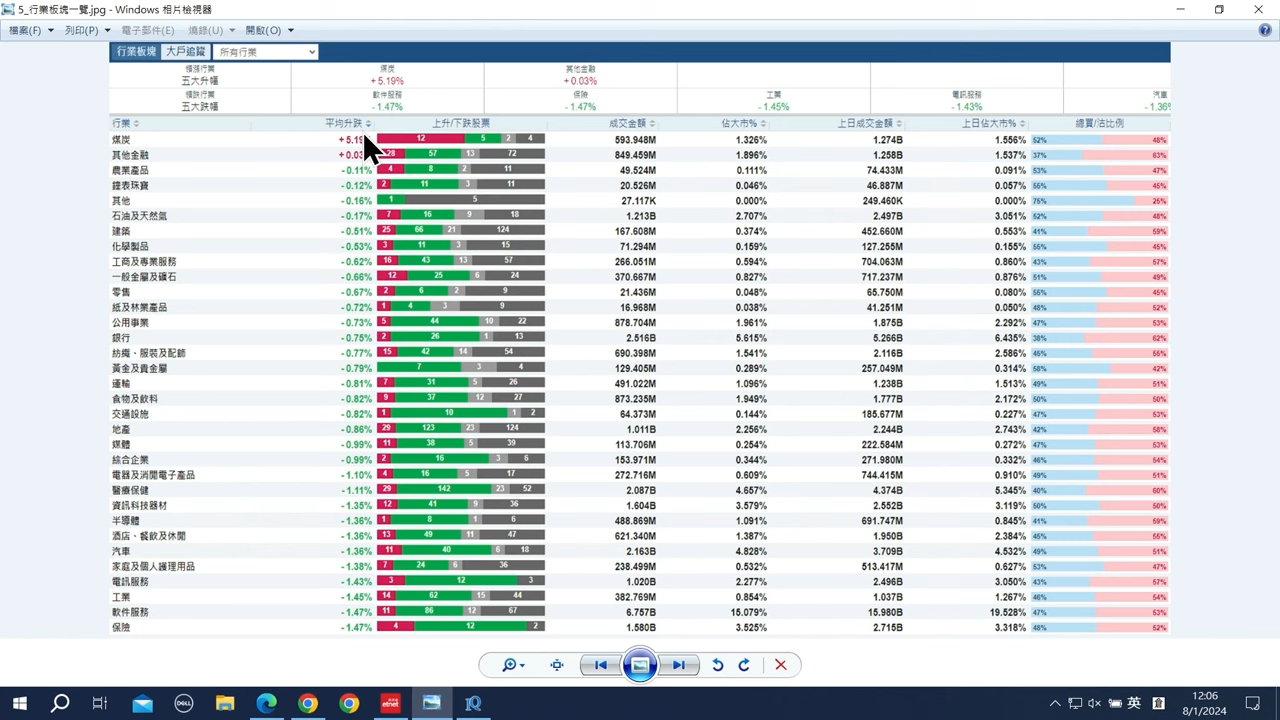 5_行業板塊一覽.jpg - Windows 相片檢視器
檔案(F) 列印(P) 電子郵件(E) 燒錄(U) 開啟(O)
行業板塊 大戶追蹤 所有行業
領漲行業 煤炭 其他金融
五大升幅 +5.19% +0.03%
領跌行業 軟件服務 保險 工業 電訊服務 汽車
五大跌幅 -1.47% -1.47% -1.45% -1.43% -1.36%
行業 平均升跌 上升/下跌股票 成交金額 佔大市% 上日成交金額 上日佔大市% 總買/沽比例
煤炭 +5.19 12 5 2 4 593.948M 1.326% 1.274B 1.556% 52% 48%
其他金融 +0.03 28 57 13 72 849.459M 1.896% 1.258B 1.537% 37% 63%
農業產品 -0.11% 4 8 2 11 49.524M 0.111% 74.433M 0.091% 53% 47%
鐘表珠寶 -0.12% 2 11 3 11 20.526M 0.046% 46.887M 0.057% 55% 45%
其他 -0.16% 1 5 27.117K 0.000% 249.460K 0.000% 75% 25%
石油及天然氣 -0.17% 7 16 9 18 1.213B 2.707% 2.497B 3.051% 52% 48%
建築 -0.51% 25 66 21 124 167.608M 0.374% 452.660M 0.553% 41% 59%
化學製品 -0.53% 3 11 3 15 71.294M 0.159% 127.255M 0.155% 55% 45%
工商及專業服務 -0.62% 16 43 13 57 266.051M 0.594% 704.063M 0.860% 43% 57%
一般金屬及礦石 -0.66% 12 25 6 24 370.667M 0.827% 717.237M 0.876% 51% 49%
零售 -0.67% 2 6 2 9 21.436M 0.048% 65.750M 0.080% 55% 45%
紙及林業產品 -0.72% 1 4 3 9 16.968M 0.038% 41.251M 0.050% 48% 52%
公用事業 -0.73% 5 44 10 22 878.704M 1.961% 1.875B 2.292% 47% 53%
銀行 -0.75% 2 26 1 13 2.516B 5.615% 5.266B 6.435% 38% 62%
紡織、服裝及配飾 -0.77% 15 42 14 54 690.398M 1.541% 2.116B 2.586% 45% 55%
黃金及貴金屬 -0.79% 7 3 4 129.405M 0.289% 257.049M 0.314% 58% 42%
運輸 -0.81% 7 31 5 26 491.022M 1.096% 1.238B 1.513% 49% 51%
食物及飲料 -0.82% 9 37 12 27 873.235M 1.949% 1.777B 2.172% 50% 50%
交通設施 -0.82% 1 10 1 2 64.373M 0.144% 185.677M 0.227% 47% 53%
地產 -0.86% 29 123 23 124 1.011B 2.256% 2.244B 2.743% 42% 58%
媒體 -0.99% 11 38 5 39 113.706M 0.254% 222.584M 0.272% 47% 53%
綜合企業 -0.99% 2 16 3 6 153.971M 0.344% 271.980M 0.332% 46% 54%
電器及消閒電子產品 -1.10% 4 16 5 17 272.716M 0.609% 744.415M 0.910% 49% 51%
醫療保健 -1.11% 29 142 23 52 2.087B 4.657% 4.374B 5.345% 40% 60%
資訊科技器材 -1.35% 12 41 9 36 1.604B 3.579% 2.552B 3.119% 50% 50%
半導體 -1.36% 1 8 1 6 488.869M 1.091% 691.747M 0.845% 41% 59%
酒店、餐飲及休閒 -1.36% 13 49 11 47 621.340M 1.387% 1.950B 2.384% 45% 55%
汽車 -1.36% 11 40 6 18 2.163B 4.828% 3.709B 4.532% 49% 51%
家庭及個人護理用品 -1.38% 7 24 6 36 238.499M 0.532% 513.417M 0.627% 53% 47%
電訊服務 -1.43% 3 12 3 1.020B 2.277% 2.496B 3.050% 43% 57%
工業 -1.45% 14 62 15 44 382.769M 0.854% 1.037B 1.267% 46% 54%
軟件服務 -1.47% 11 86 12 67 6.757B 15.079% 15.980B 19.528% 47% 53%
保險 -1.47% 4 12 2 1.580B 3.525% 2.715B 3.318% 48% 52%
DELL etnet IQ 英 12:06
8/1/2024